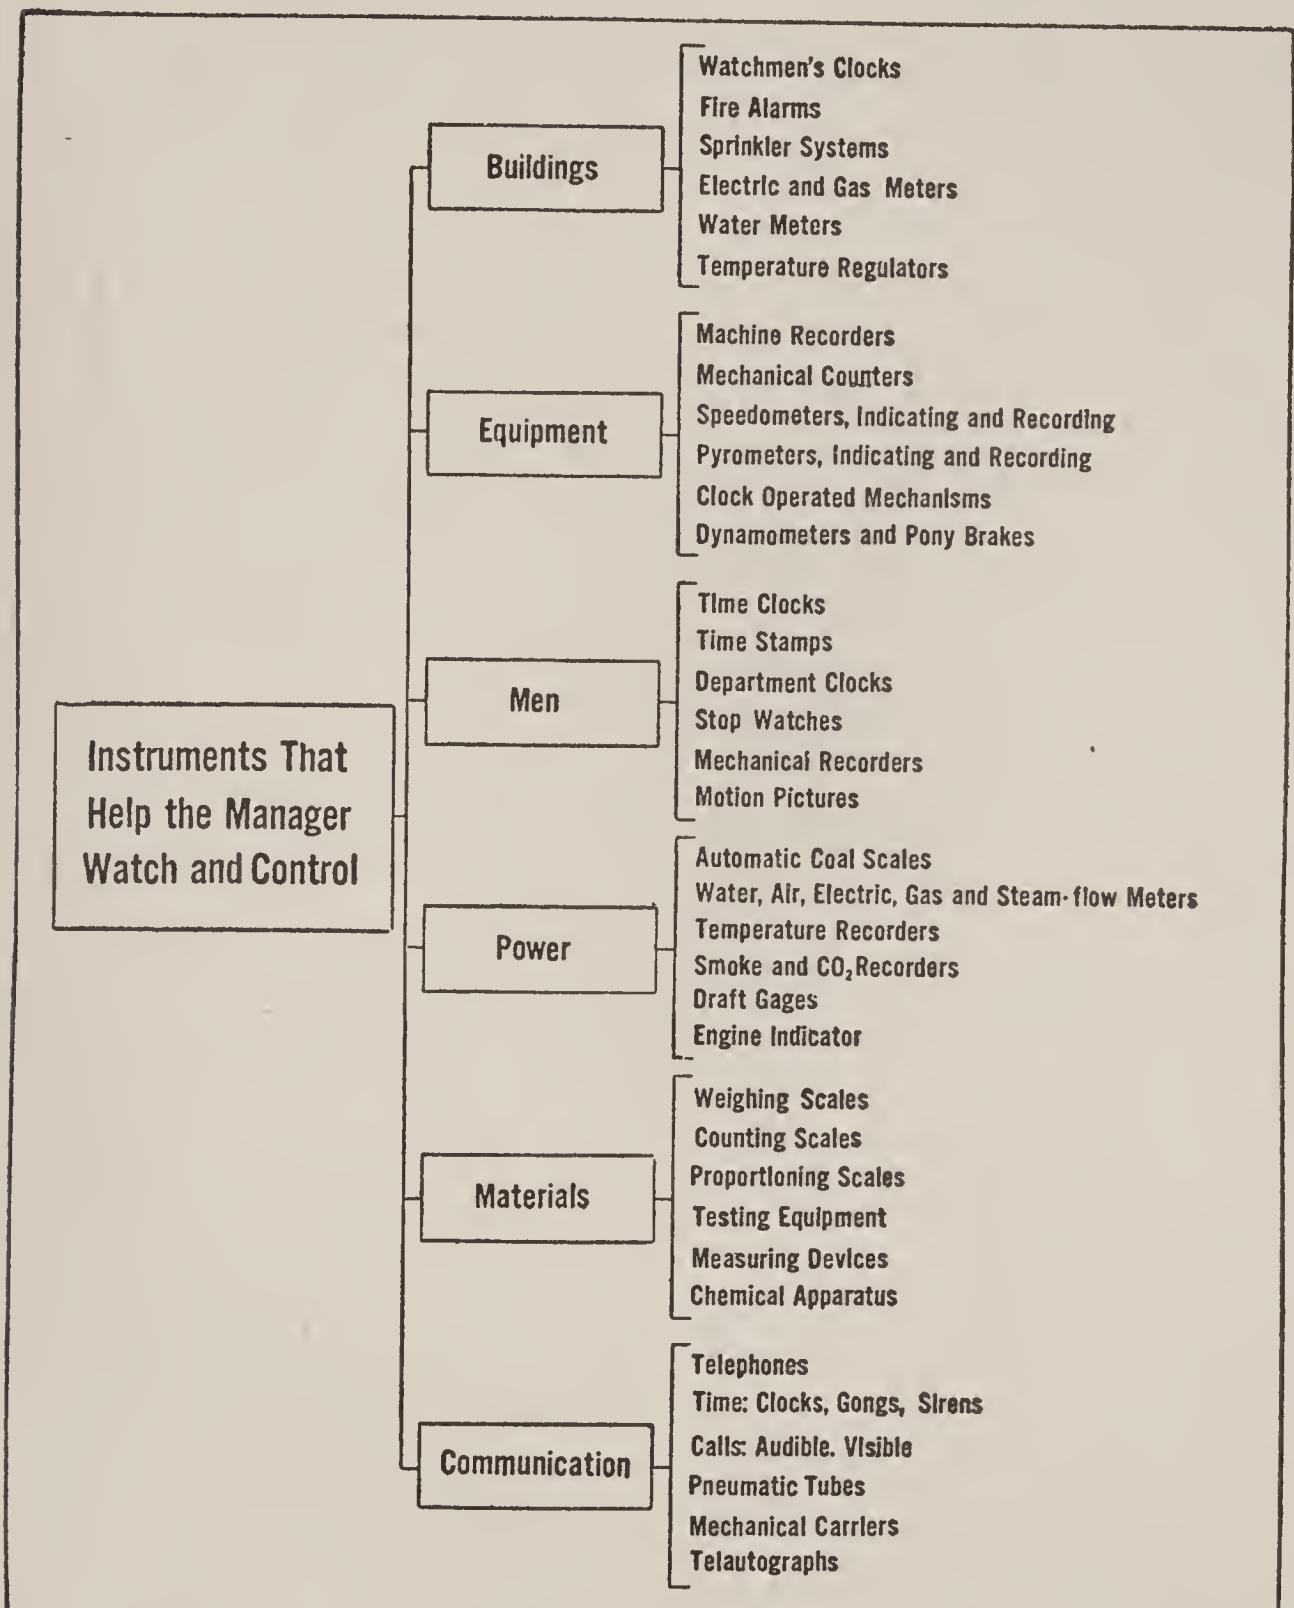 Instruments That
Help the Manager
Watch and Control
Buildings
Watchmen's Clocks
Fire Alarms
Sprinkler Systems
Electric and Gas Meters
Water Meters
Temperature Regulators
Equipment
Machine Recorders
Mechanical Counters
Speedometers, Indicating and Recording
Pyrometers, Indicating and Recording
Clock Operated Mechanisms
Dynamometers and Pony Brakes
Men
Time Clocks
Time Stamps
Department Clocks
Stop Watches
Mechanical Recorders
Motion Pictures
Power
Automatic Coal Scales
Water, Air, Electric, Gas and Steam-flow Meters
Temperature Recorders
Smoke and CO₂ Recorders
Draft Gages
Engine Indicator
Materials
Weighing Scales
Counting Scales
Proportioning Scales
Testing Equipment
Measuring Devices
Chemical Apparatus
Communication
Telephones
Time: Clocks, Gongs, Sirens
Calls: Audible. Visible
Pneumatic Tubes
Mechanical Carriers
Telautographs